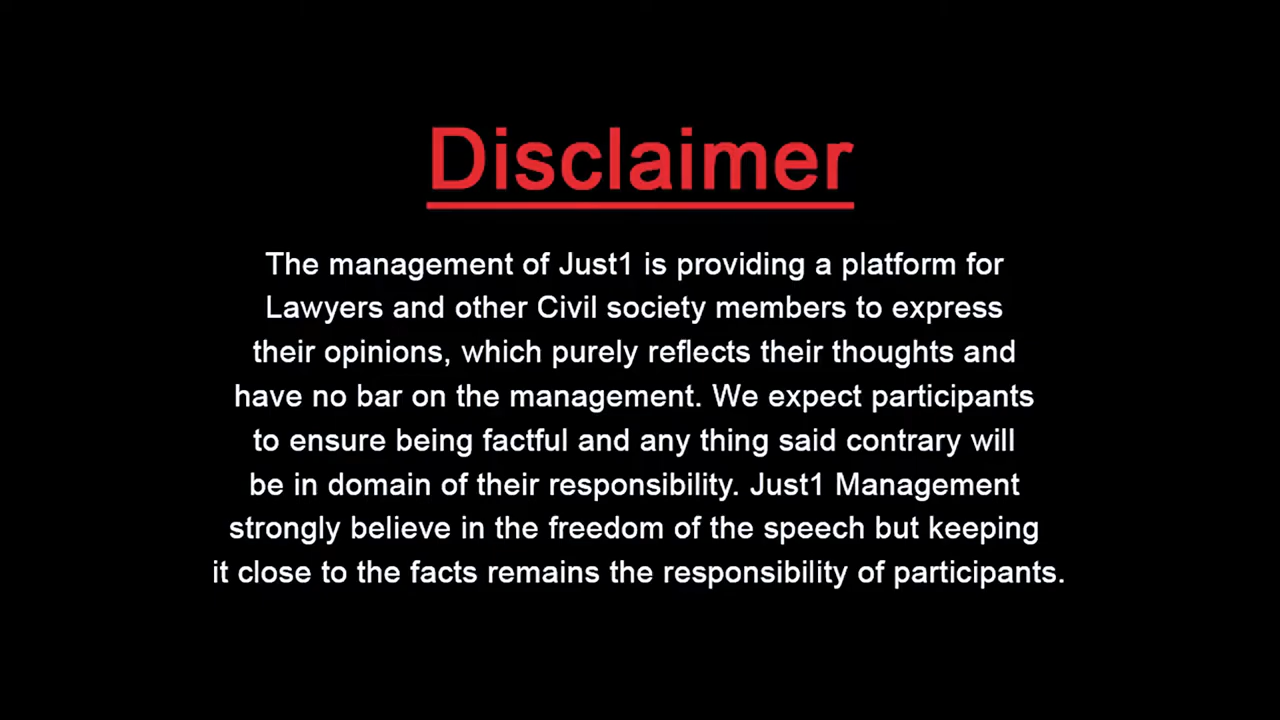 Disclaimer
The management of Just1 is providing a platform for
Lawyers and other Civil society members to express
their opinions, which purely reflects their thoughts and
have no bar on the management. We expect participants
to ensure being factful and any thing said contrary will
be in domain of their responsibility. Just1 Management
strongly believe in the freedom of the speech but keeping
it close to the facts remains the responsibility of participants.